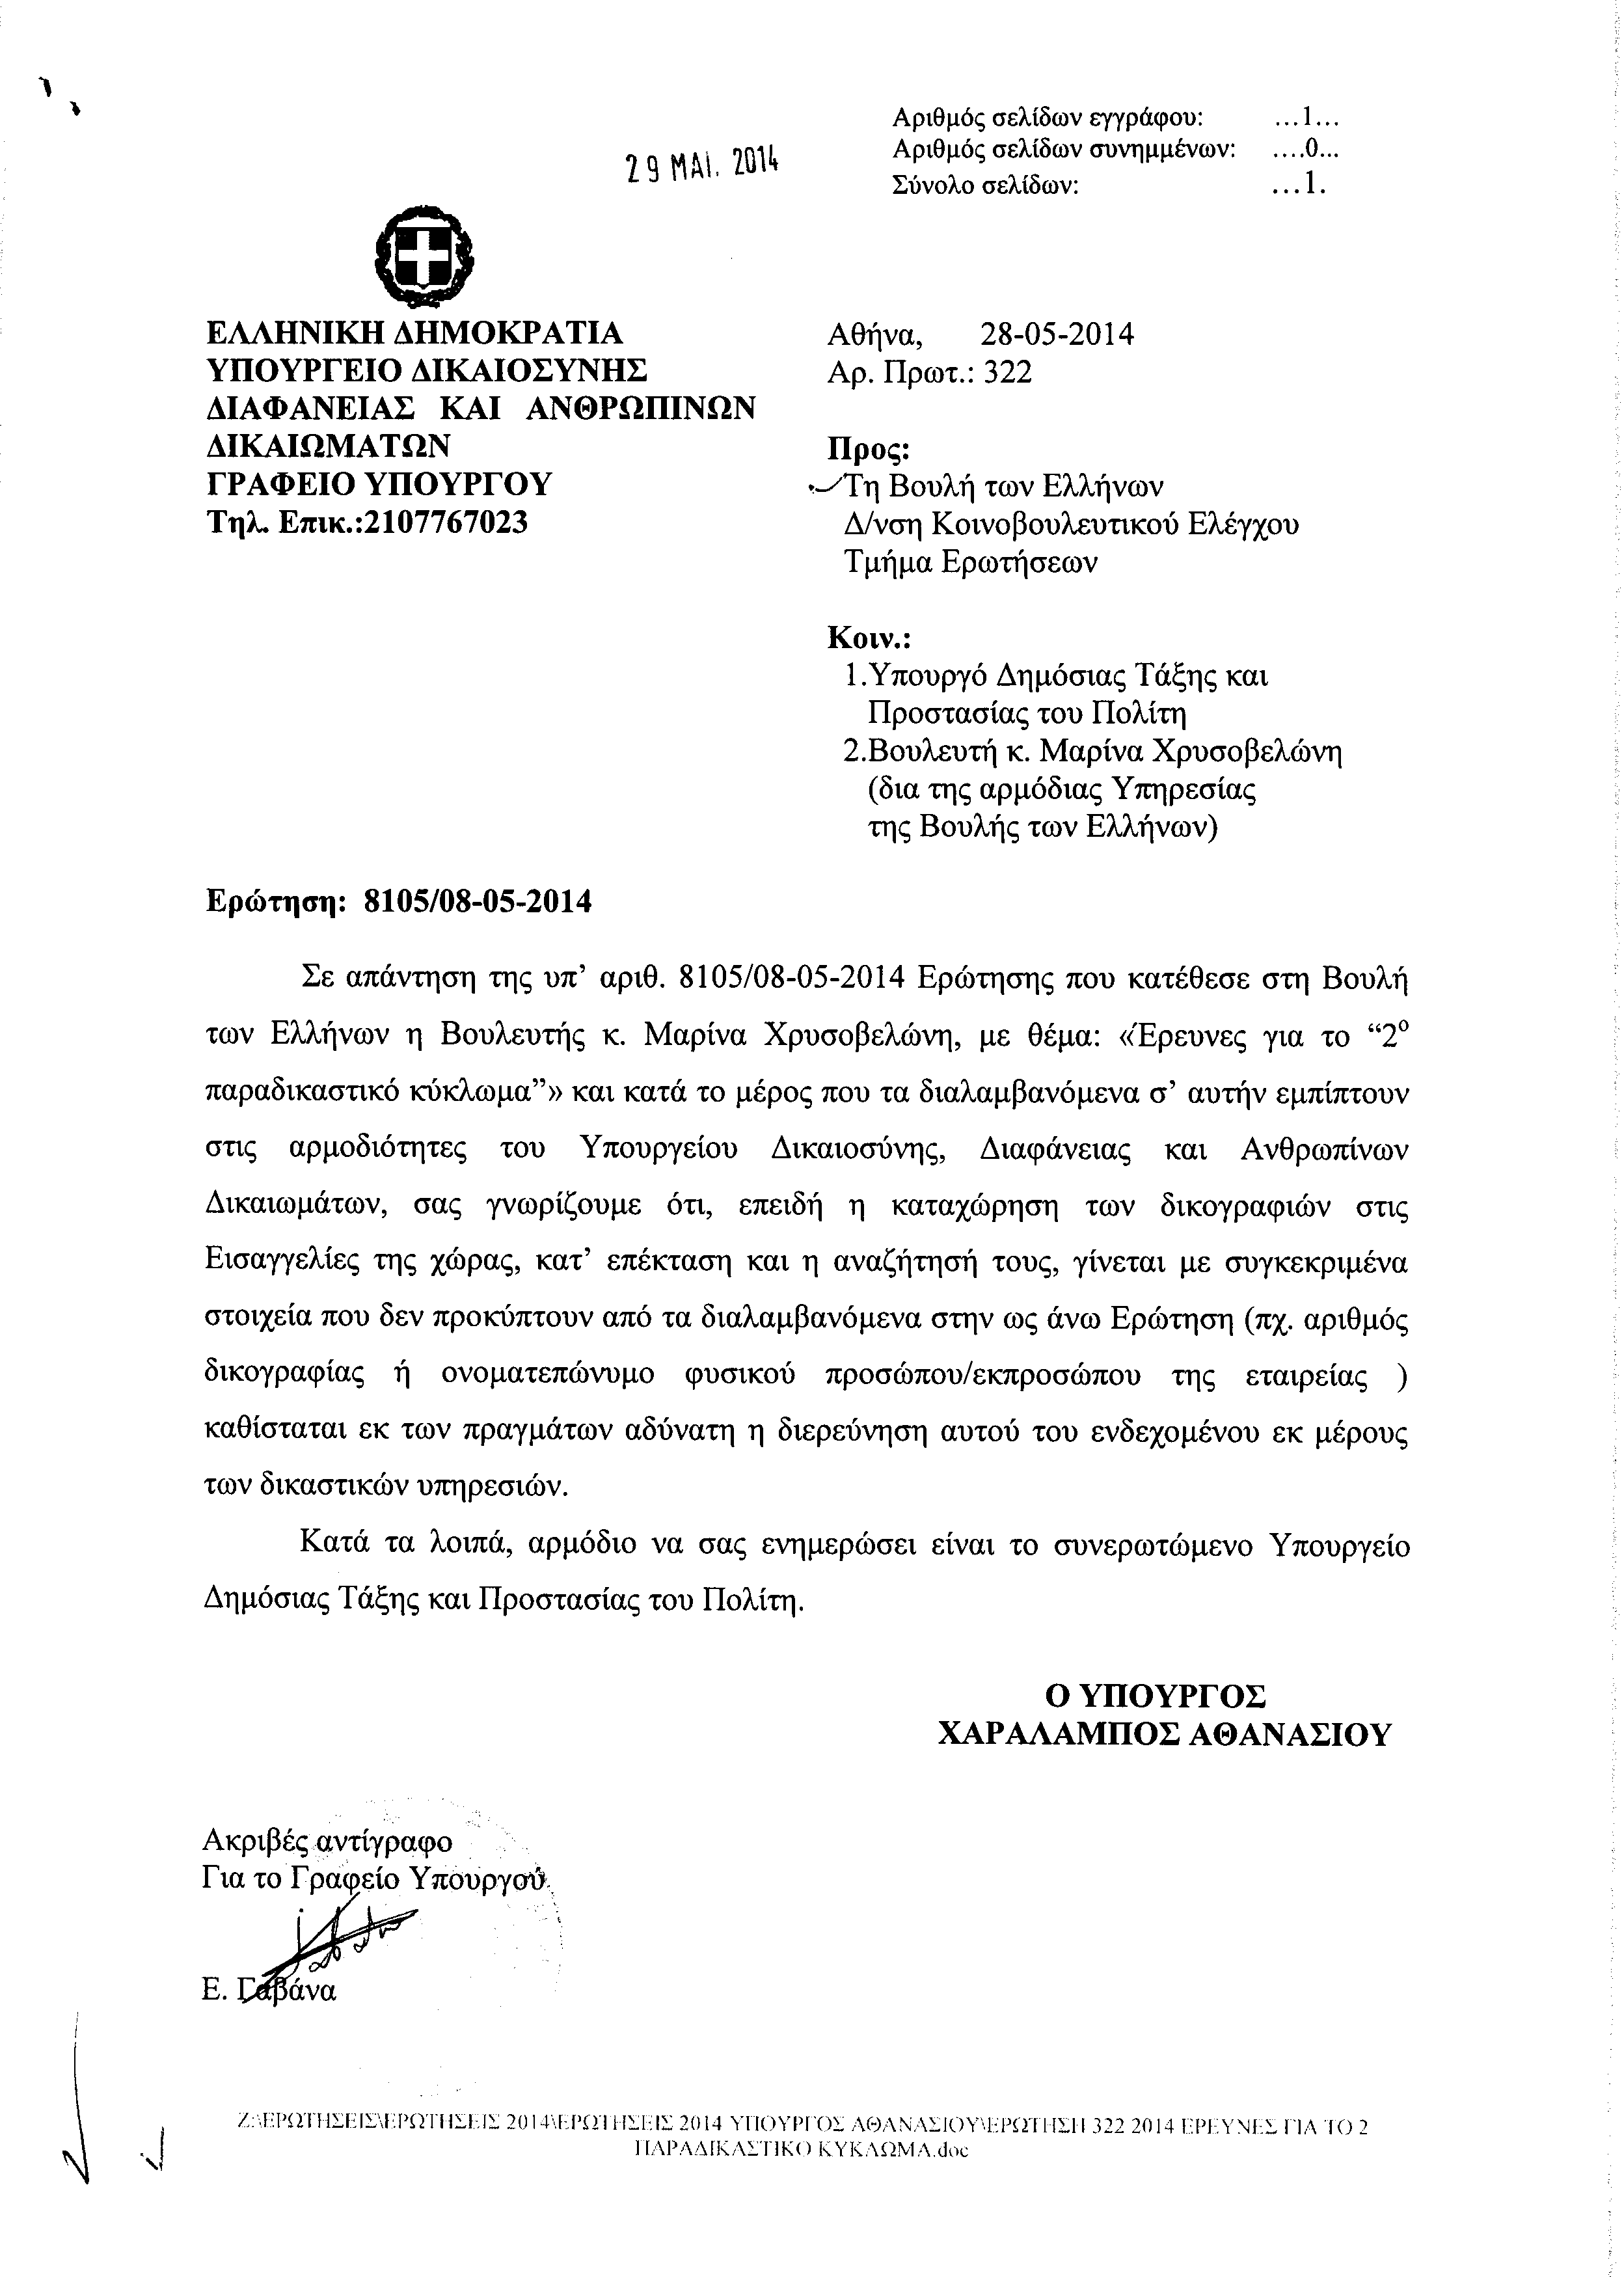 Αριθμός σελίδων εγγράφου: ...1...
Αριθμός σελίδων συνημμένων: ....0...
Σύνολο σελίδων: ...1.
29 ΜΑΙ. 2014
ΕΛΛΗΝΙΚΗ ΔΗΜΟΚΡΑΤΙΑ
ΥΠΟΥΡΓΕΙΟ ΔΙΚΑΙΟΣΥΝΗΣ
ΔΙΑΦΑΝΕΙΑΣ ΚΑΙ ΑΝΘΡΩΠΙΝΩΝ
ΔΙΚΑΙΩΜΑΤΩΝ
ΓΡΑΦΕΙΟ ΥΠΟΥΡΓΟΥ
Τηλ. Επικ.:2107767023
Αθήνα, 28-05-2014
Αρ. Πρωτ.: 322
Προς:
Τη Βουλή των Ελλήνων
Δ/νση Κοινοβουλευτικού Ελέγχου
Τμήμα Ερωτήσεων
Κοιν.:
1.Υπουργό Δημόσιας Τάξης και
Προστασίας του Πολίτη
2.Βουλευτή κ. Μαρίνα Χρυσοβελώνη
(δια της αρμόδιας Υπηρεσίας
της Βουλής των Ελλήνων)
Ερώτηση: 8105/08-05-2014
Σε απάντηση της υπ’ αριθ. 8105/08-05-2014 Ερώτησης που κατέθεσε στη Βουλή
των Ελλήνων η Βουλευτής κ. Μαρίνα Χρυσοβελώνη, με θέμα: «Έρευνες για το “2ο
παραδικαστικό κύκλωμα”» και κατά το μέρος που τα διαλαμβανόμενα σ’ αυτήν εμπίπτουν
στις αρμοδιότητες του Υπουργείου Δικαιοσύνης, Διαφάνειας και Ανθρωπίνων
Δικαιωμάτων, σας γνωρίζουμε ότι, επειδή η καταχώρηση των δικογραφιών στις
Εισαγγελίες της χώρας, κατ’ επέκταση και η αναζήτησή τους, γίνεται με συγκεκριμένα
στοιχεία που δεν προκύπτουν από τα διαλαμβανόμενα στην ως άνω Ερώτηση (πχ. αριθμός
δικογραφίας ή ονοματεπώνυμο φυσικού προσώπου/εκπροσώπου της εταιρείας )
καθίσταται εκ των πραγμάτων αδύνατη η διερεύνηση αυτού του ενδεχομένου εκ μέρους
των δικαστικών υπηρεσιών.
Κατά τα λοιπά, αρμόδιο να σας ενημερώσει είναι το συνερωτώμενο Υπουργείο
Δημόσιας Τάξης και Προστασίας του Πολίτη.
Ο ΥΠΟΥΡΓΟΣ
ΧΑΡΑΛΑΜΠΟΣ ΑΘΑΝΑΣΙΟΥ
Ακριβές αντίγραφο
Για το Γραφείο Υπουργού
Ε. Γαβάνα
Z:\ΕΡΩΤΗΣΕΙΣ\ΕΡΩΤΗΣΕΙΣ 2014\ΕΡΩΤΗΣΕΙΣ 2014 ΥΠΟΥΡΓΟΣ ΑΘΑΝΑΣΙΟΥ\ΕΡΩΤΗΣΗ 322 2014 ΕΡΕΥΝΕΣ ΓΙΑ ΤΟ 2
ΠΑΡΑΔΙΚΑΣΤΙΚΟ ΚΥΚΛΩΜΑ.doc